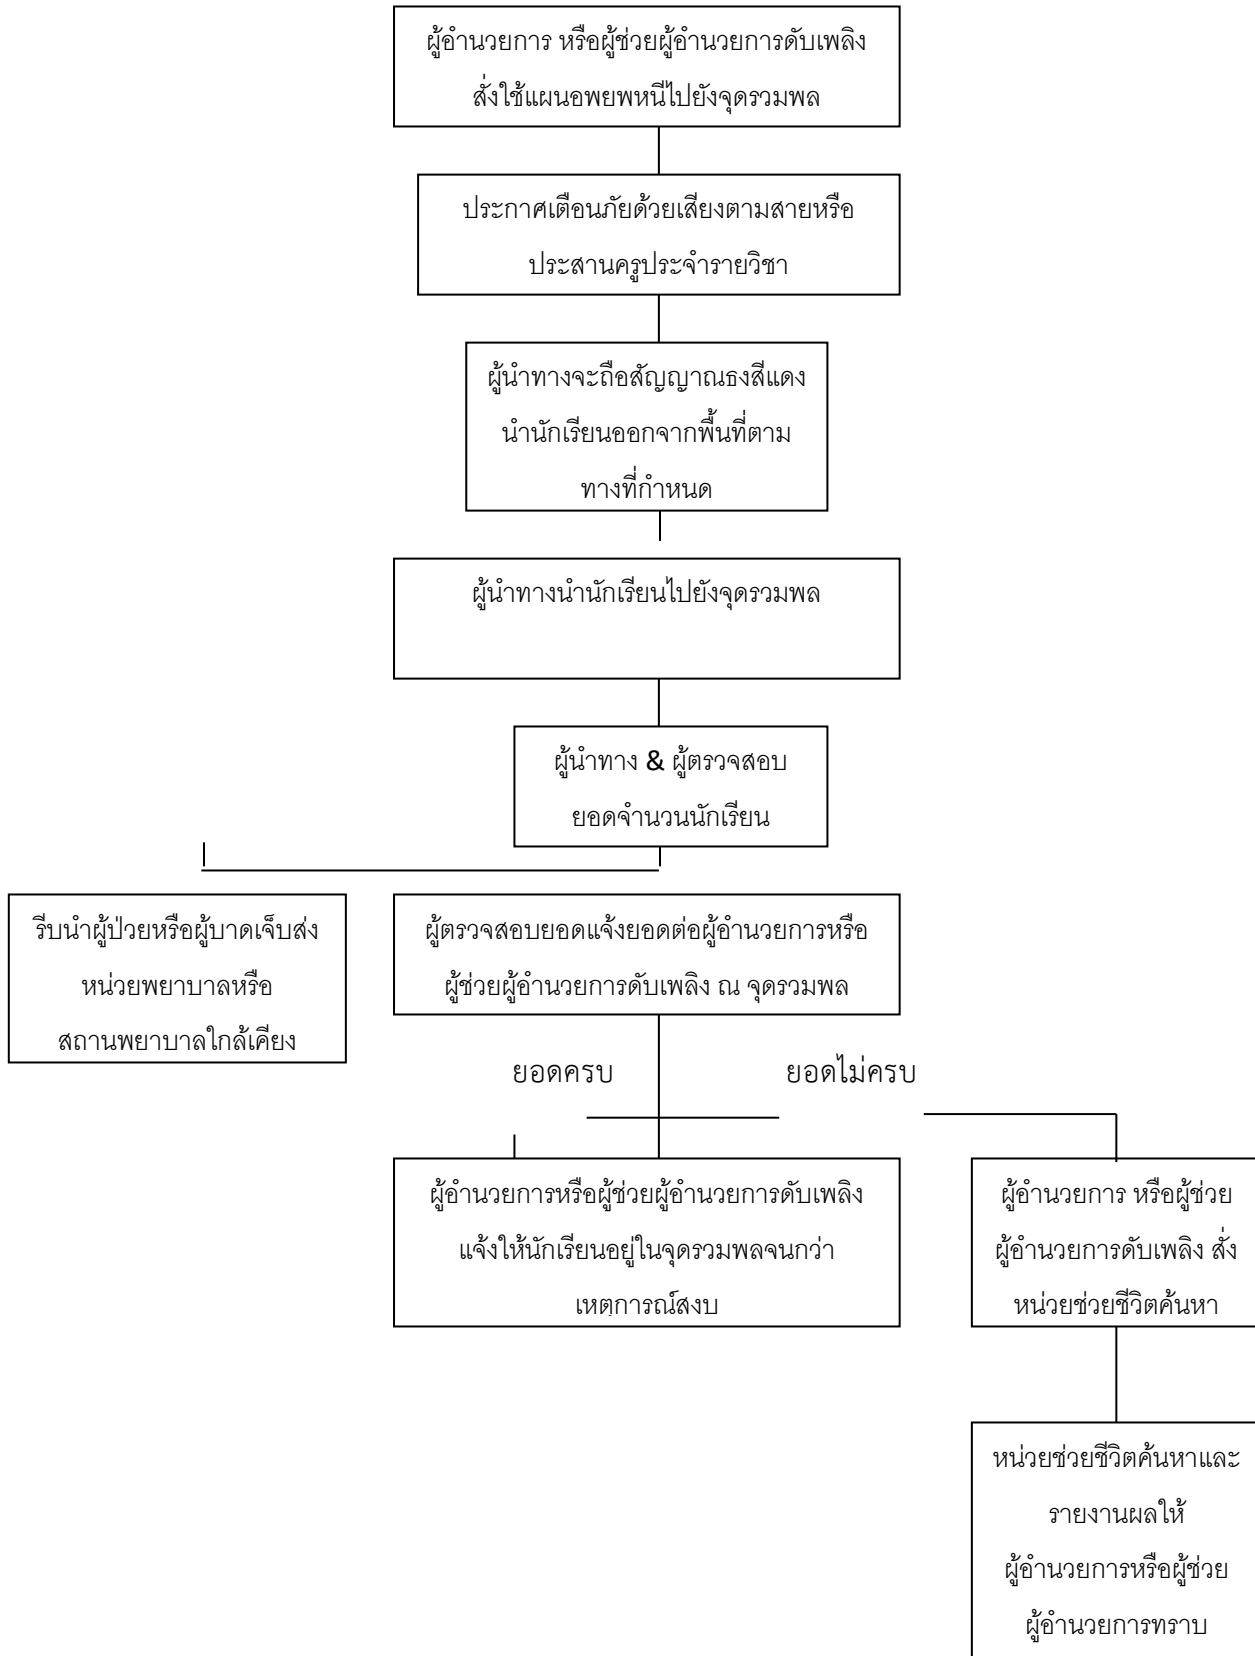 ผู้อำนวยการ หรือผู้ช่วยผู้อำนวยการดับเพลิง
สั่งใช้แผนอพยพหนีไปยังจุดรวมพล
ประกาศเตือนภัยด้วยเสียงตามสายหรือ
ประสานครูประจำรายวิชา
ผู้นำทางจะถือสัญญาณธงสีแดง
นำนักเรียนออกจากพื้นที่ตาม
ทางที่กำหนด
ผู้นำทางนำนักเรียนไปยังจุดรวมพล
ผู้นำทาง & ผู้ตรวจสอบ
ยอดจำนวนนักเรียน
รีบนำผู้ป่วยหรือผู้บาดเจ็บส่ง
หน่วยพยาบาลหรือ
สถานพยาบาลใกล้เคียง
ผู้ตรวจสอบยอดแจ้งยอดต่อผู้อำนวยการหรือ
ผู้ช่วยผู้อำนวยการดับเพลิง ณ จุดรวมพล
ยอดครบ
ยอดไม่ครบ
ผู้อำนวยการหรือผู้ช่วยผู้อำนวยการดับเพลิง
แจ้งให้นักเรียนอยู่ในจุดรวมพลจนกว่า
เหตุการณ์สงบ
ผู้อำนวยการ หรือผู้ช่วย
ผู้อำนวยการดับเพลิง สั่ง
หน่วยช่วยชีวิตค้นหา
หน่วยช่วยชีวิตค้นหาและ
รายงานผลให้
ผู้อำนวยการหรือผู้ช่วย
ผู้อำนวยการทราบ